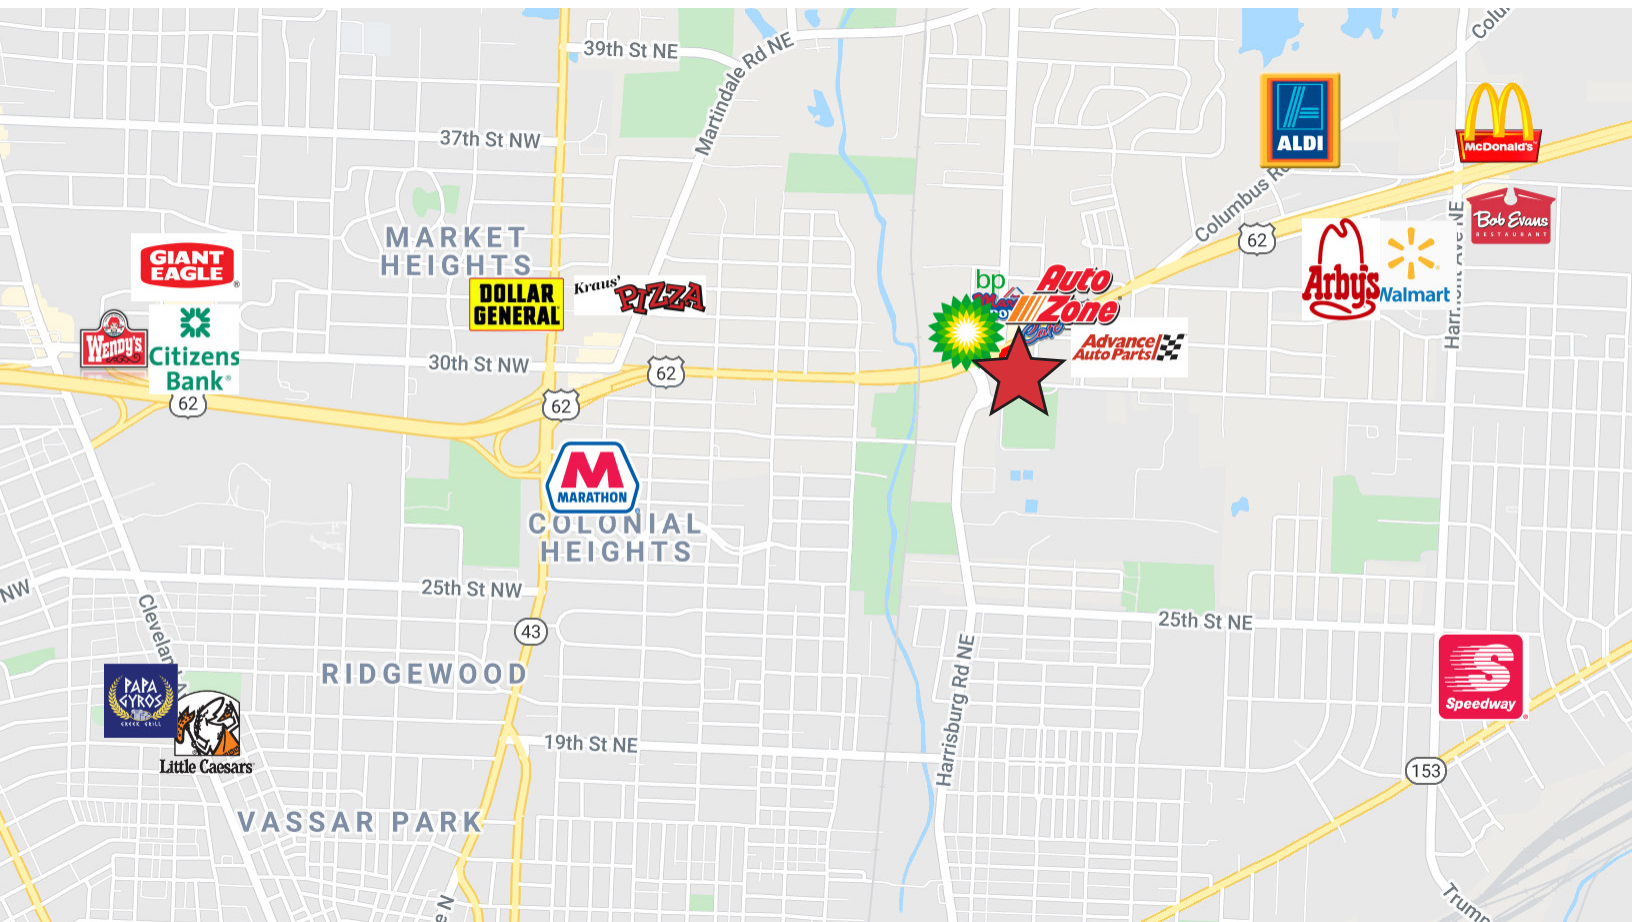 39th St NE
Martindale Rd NE
37th St NW
ALDI
McDonald's
Columbus Rd
62
Bob Evans
RESTAURANT
MARKET
HEIGHTS
GIANT
EAGLE
DOLLAR
GENERAL
Kraus'
PIZZA
bp
Auto
Zone
Arby's
Walmart
Wendy's
Citizens
Bank
62
30th St NW
62
62
Advance
Auto Parts
M
MARATHON
COLONIAL
HEIGHTS
25th St NW
NW
25th St NE
43
RIDGEWOOD
PAPA
GYROS
GREEK GRILL
Little Caesars
Harrisburg Rd NE
S
Speedway
19th St NE
153
VASSAR PARK